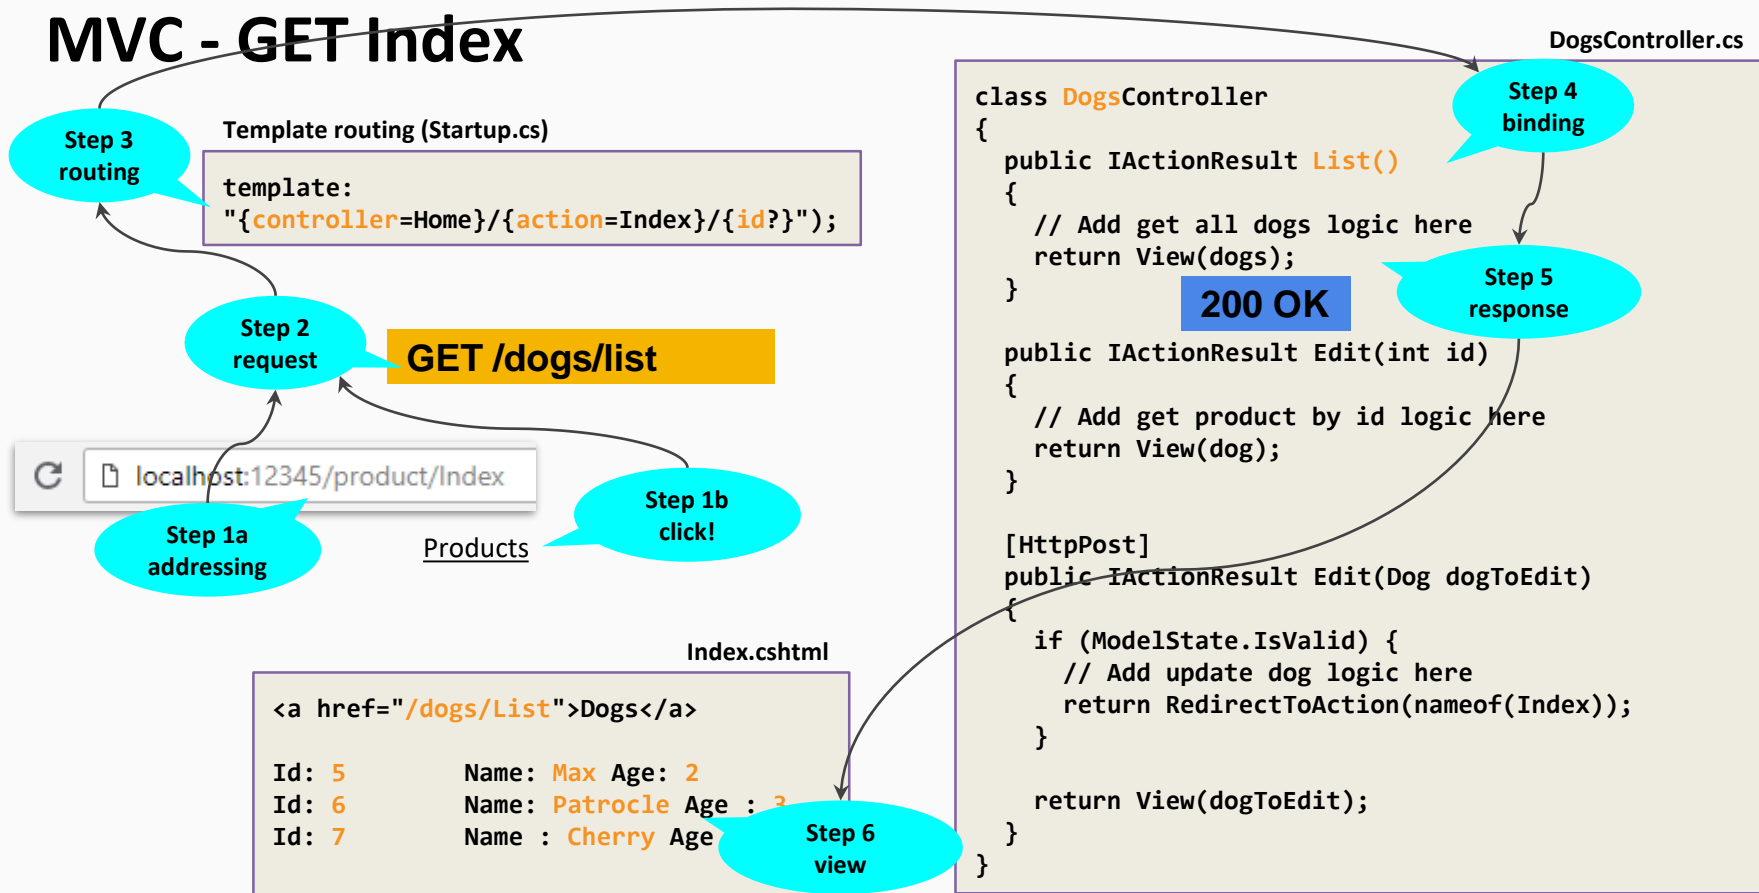 MVC - GET Index
DogsController.cs
Step 3
routing
Template routing (Startup.cs)
template:
"{controller=Home}/{action=Index}/{id?}");
Step 2
request
GET /dogs/list
localhost:12345/product/Index
Step 1a
addressing
Products
Step 1b
click!
Index.cshtml
<a href="/dogs/List">Dogs</a>
Id: 5 Name: Max Age: 2
Id: 6 Name: Patrocle Age : 3
Id: 7 Name : Cherry Age
Step 6
view
class DogsController
{
public IActionResult List()
{
// Add get all dogs logic here
return View(dogs);
}
public IActionResult Edit(int id)
{
// Add get product by id logic here
return View(dog);
}
[HttpPost]
public IActionResult Edit(Dog dogToEdit)
{
if (ModelState.IsValid) {
// Add update dog logic here
return RedirectToAction(nameof(Index));
}
return View(dogToEdit);
}
}
Step 4
binding
200 OK
Step 5
response